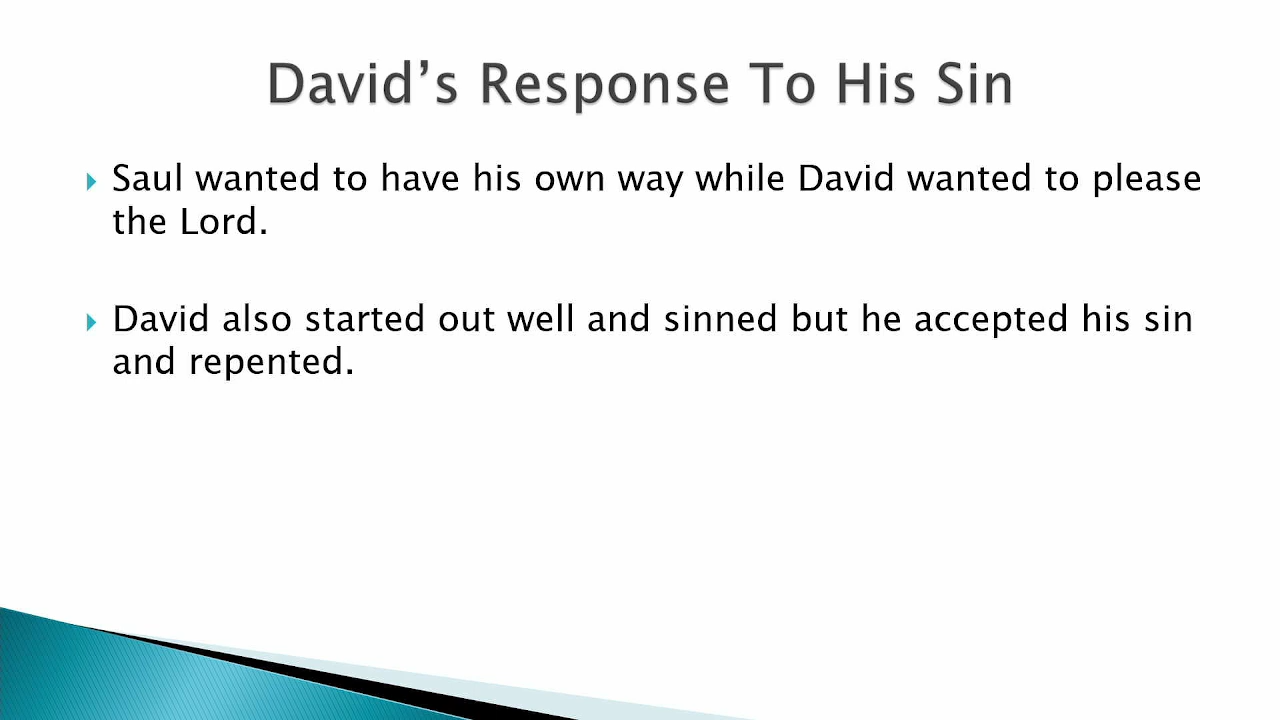 David’s Response To His Sin
Saul wanted to have his own way while David wanted to please
the Lord.
David also started out well and sinned but he accepted his sin
and repented.